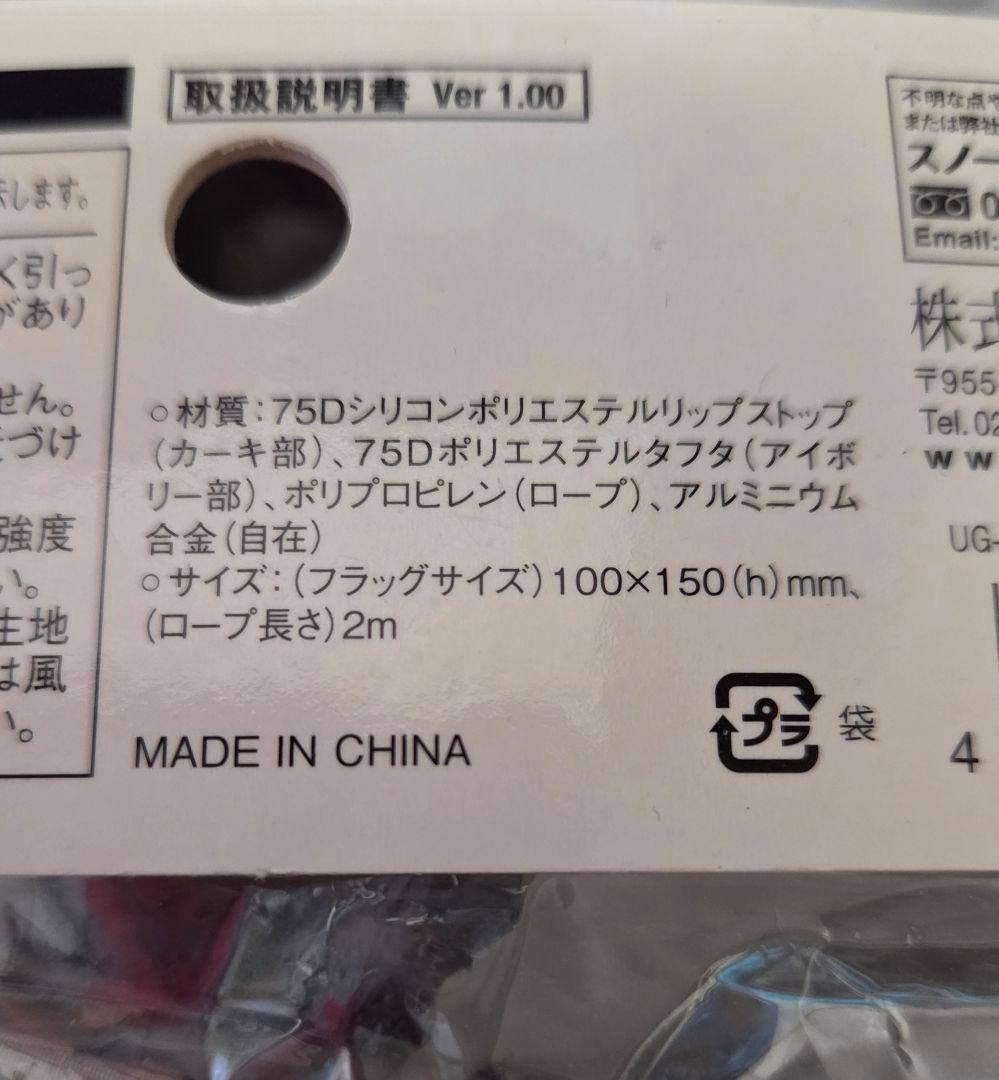 取扱説明書 Ver 1.00
します。
く引っ
があり
せん。
づけ
強度
い。
生地
は風
い。
○材質：75Dシリコンポリエステルリップストップ
(カーキ部)、75Dポリエステルタフタ(アイボ
リー部)、ポリプロピレン(ロープ)、アルミニウム
合金(自在)
○サイズ：(フラッグサイズ)100×150(h)mm、
(ロープ長さ)2m
MADE IN CHINA
プラ 袋
不明な点や
または弊社
スノー
0
Email:
株式
〒955
Tel. 02
w w
UG-
4